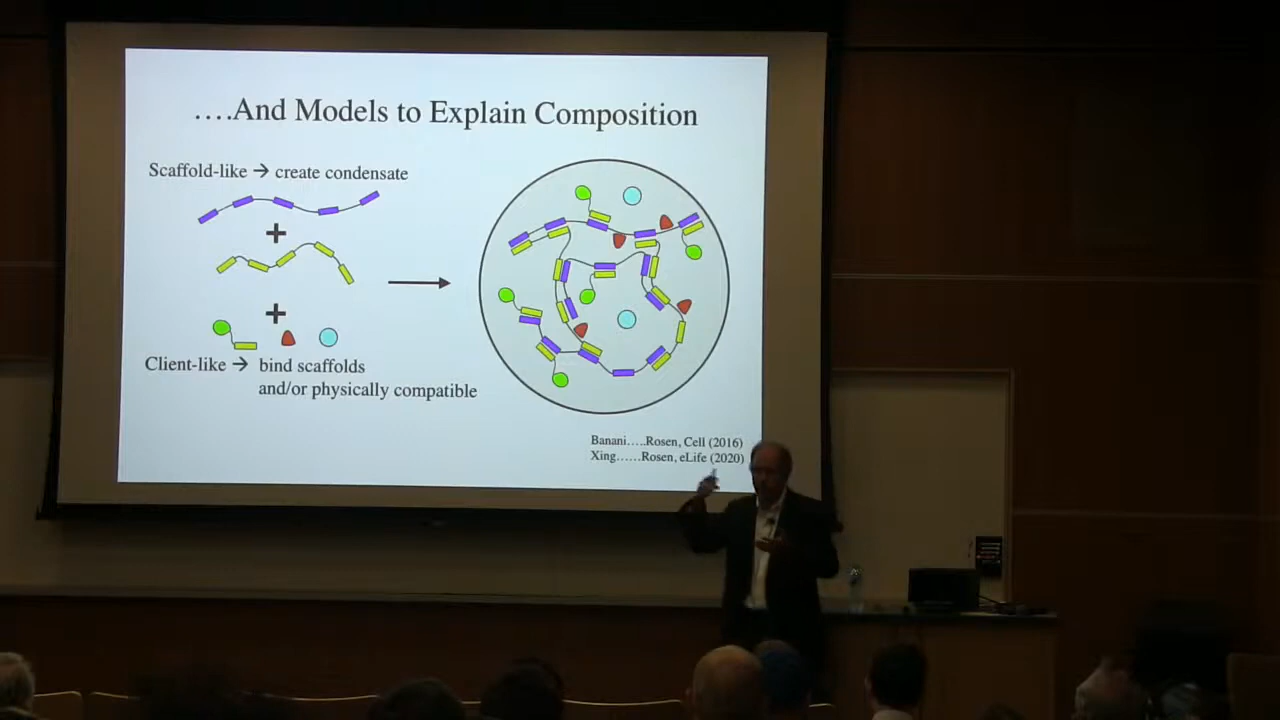 ….And Models to Explain Composition
Scaffold-like → create condensate
+
+
Client-like → bind scaffolds
and/or physically compatible
Banani…..Rosen, Cell (2016)
Xing……Rosen, eLife (2020)